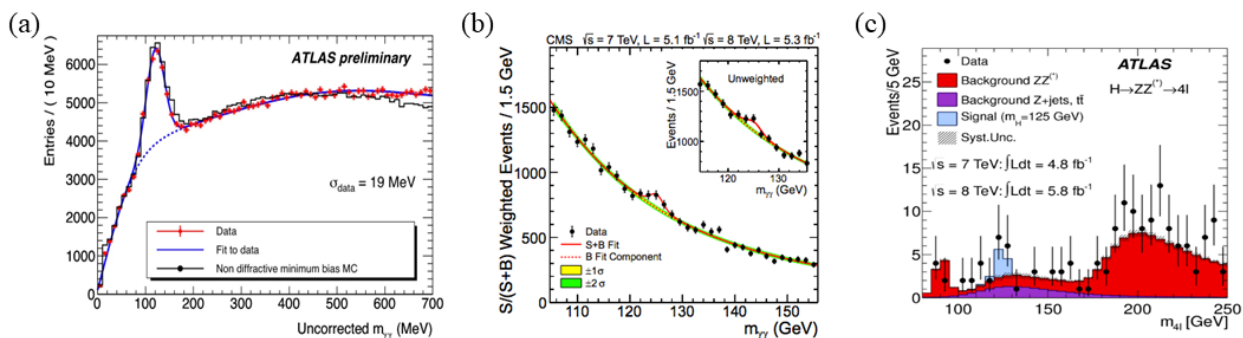 (a)
ATLAS preliminary
Entries / ( 10 MeV )
6000
5000
4000
3000
2000
1000
0
σdata = 19 MeV
Data
Fit to data
Non diffractive minimum bias MC
0 100 200 300 400 500 600 700
Uncorrected mγγ (MeV)
(b)
CMS √s = 7 TeV, L = 5.1 fb-1 √s = 8 TeV, L = 5.3 fb-1
S/(S+B) Weighted Events / 1.5 GeV
1500
1000
500
0
Unweighted
Events / 1.5 GeV
1500
1000
120 130
mγγ (GeV)
Data
S+B Fit
B Fit Component
±1σ
±2 σ
110 120 130 140 150
mγγ (GeV)
(c)
Events/5 GeV
25
20
15
10
5
0
ATLAS
Data
Background ZZ(*)
H→ZZ(*)→4l
Background Z+jets, tt̄
Signal (mH=125 GeV)
Syst.Unc.
√s = 7 TeV:∫Ldt = 4.8 fb-1
√s = 8 TeV:∫Ldt = 5.8 fb-1
100 150 200 250
m4l [GeV]